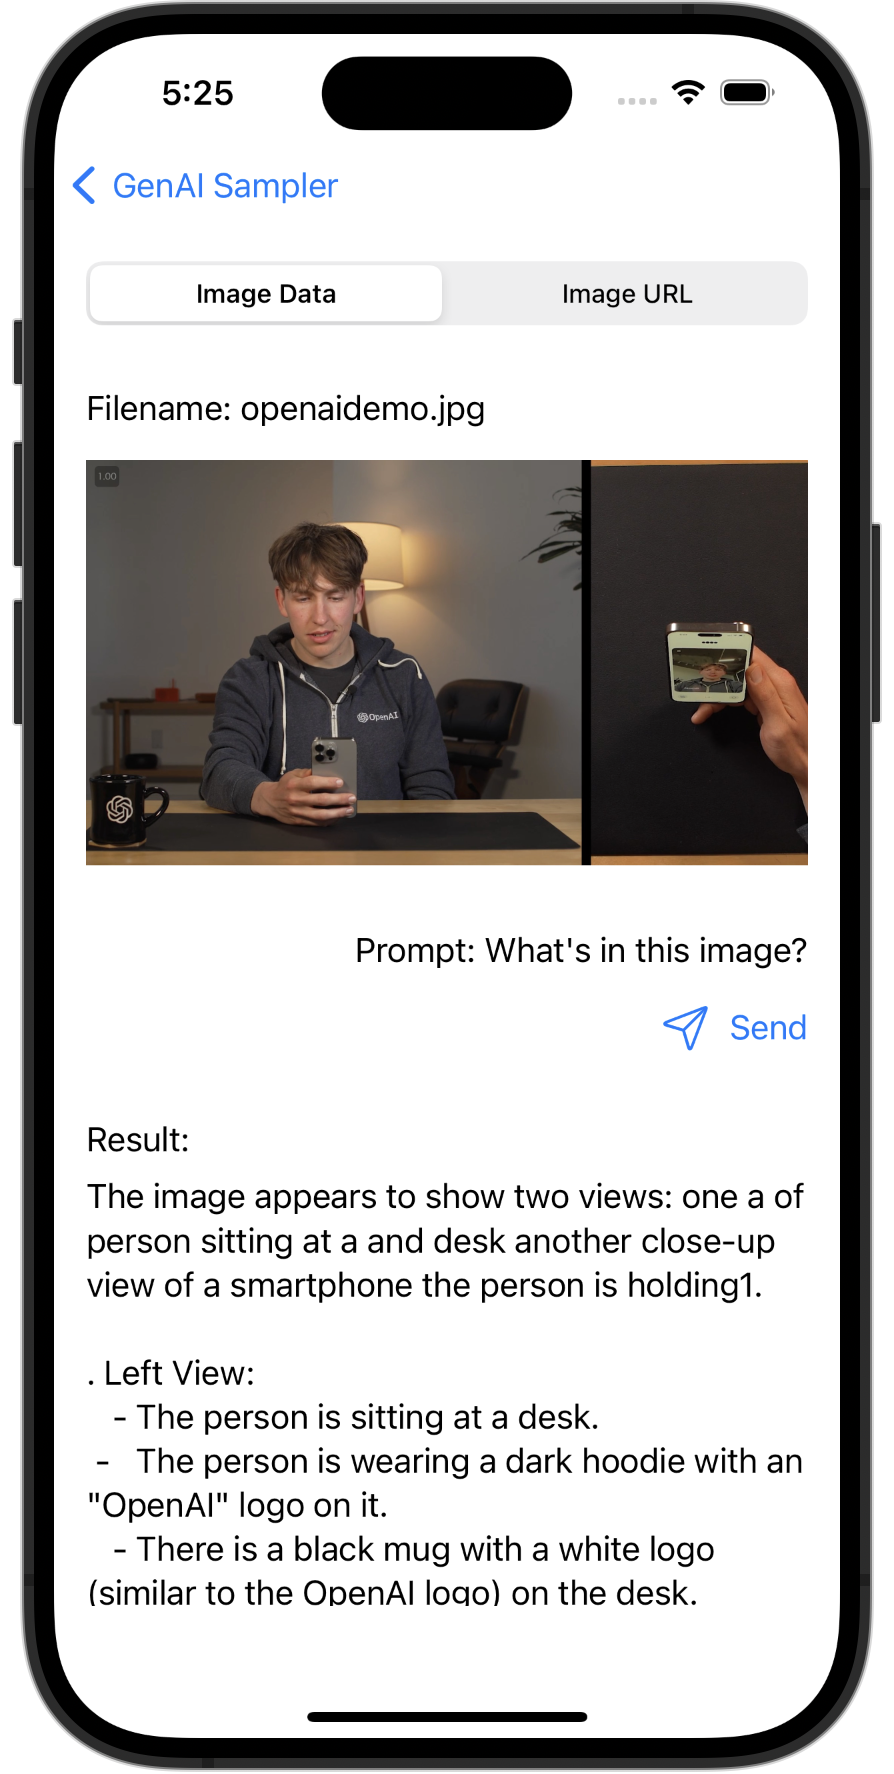 5:25
GenAI Sampler
Image Data
Image URL
Filename: openaidemo.jpg
1.00
OpenAI
Prompt: What's in this image?
Send
Result:
The image appears to show two views: one a of
person sitting at a and desk another close-up
view of a smartphone the person is holding1.
. Left View:
- The person is sitting at a desk.
- The person is wearing a dark hoodie with an
"OpenAI" logo on it.
- There is a black mug with a white logo
(similar to the OpenAI logo) on the desk.